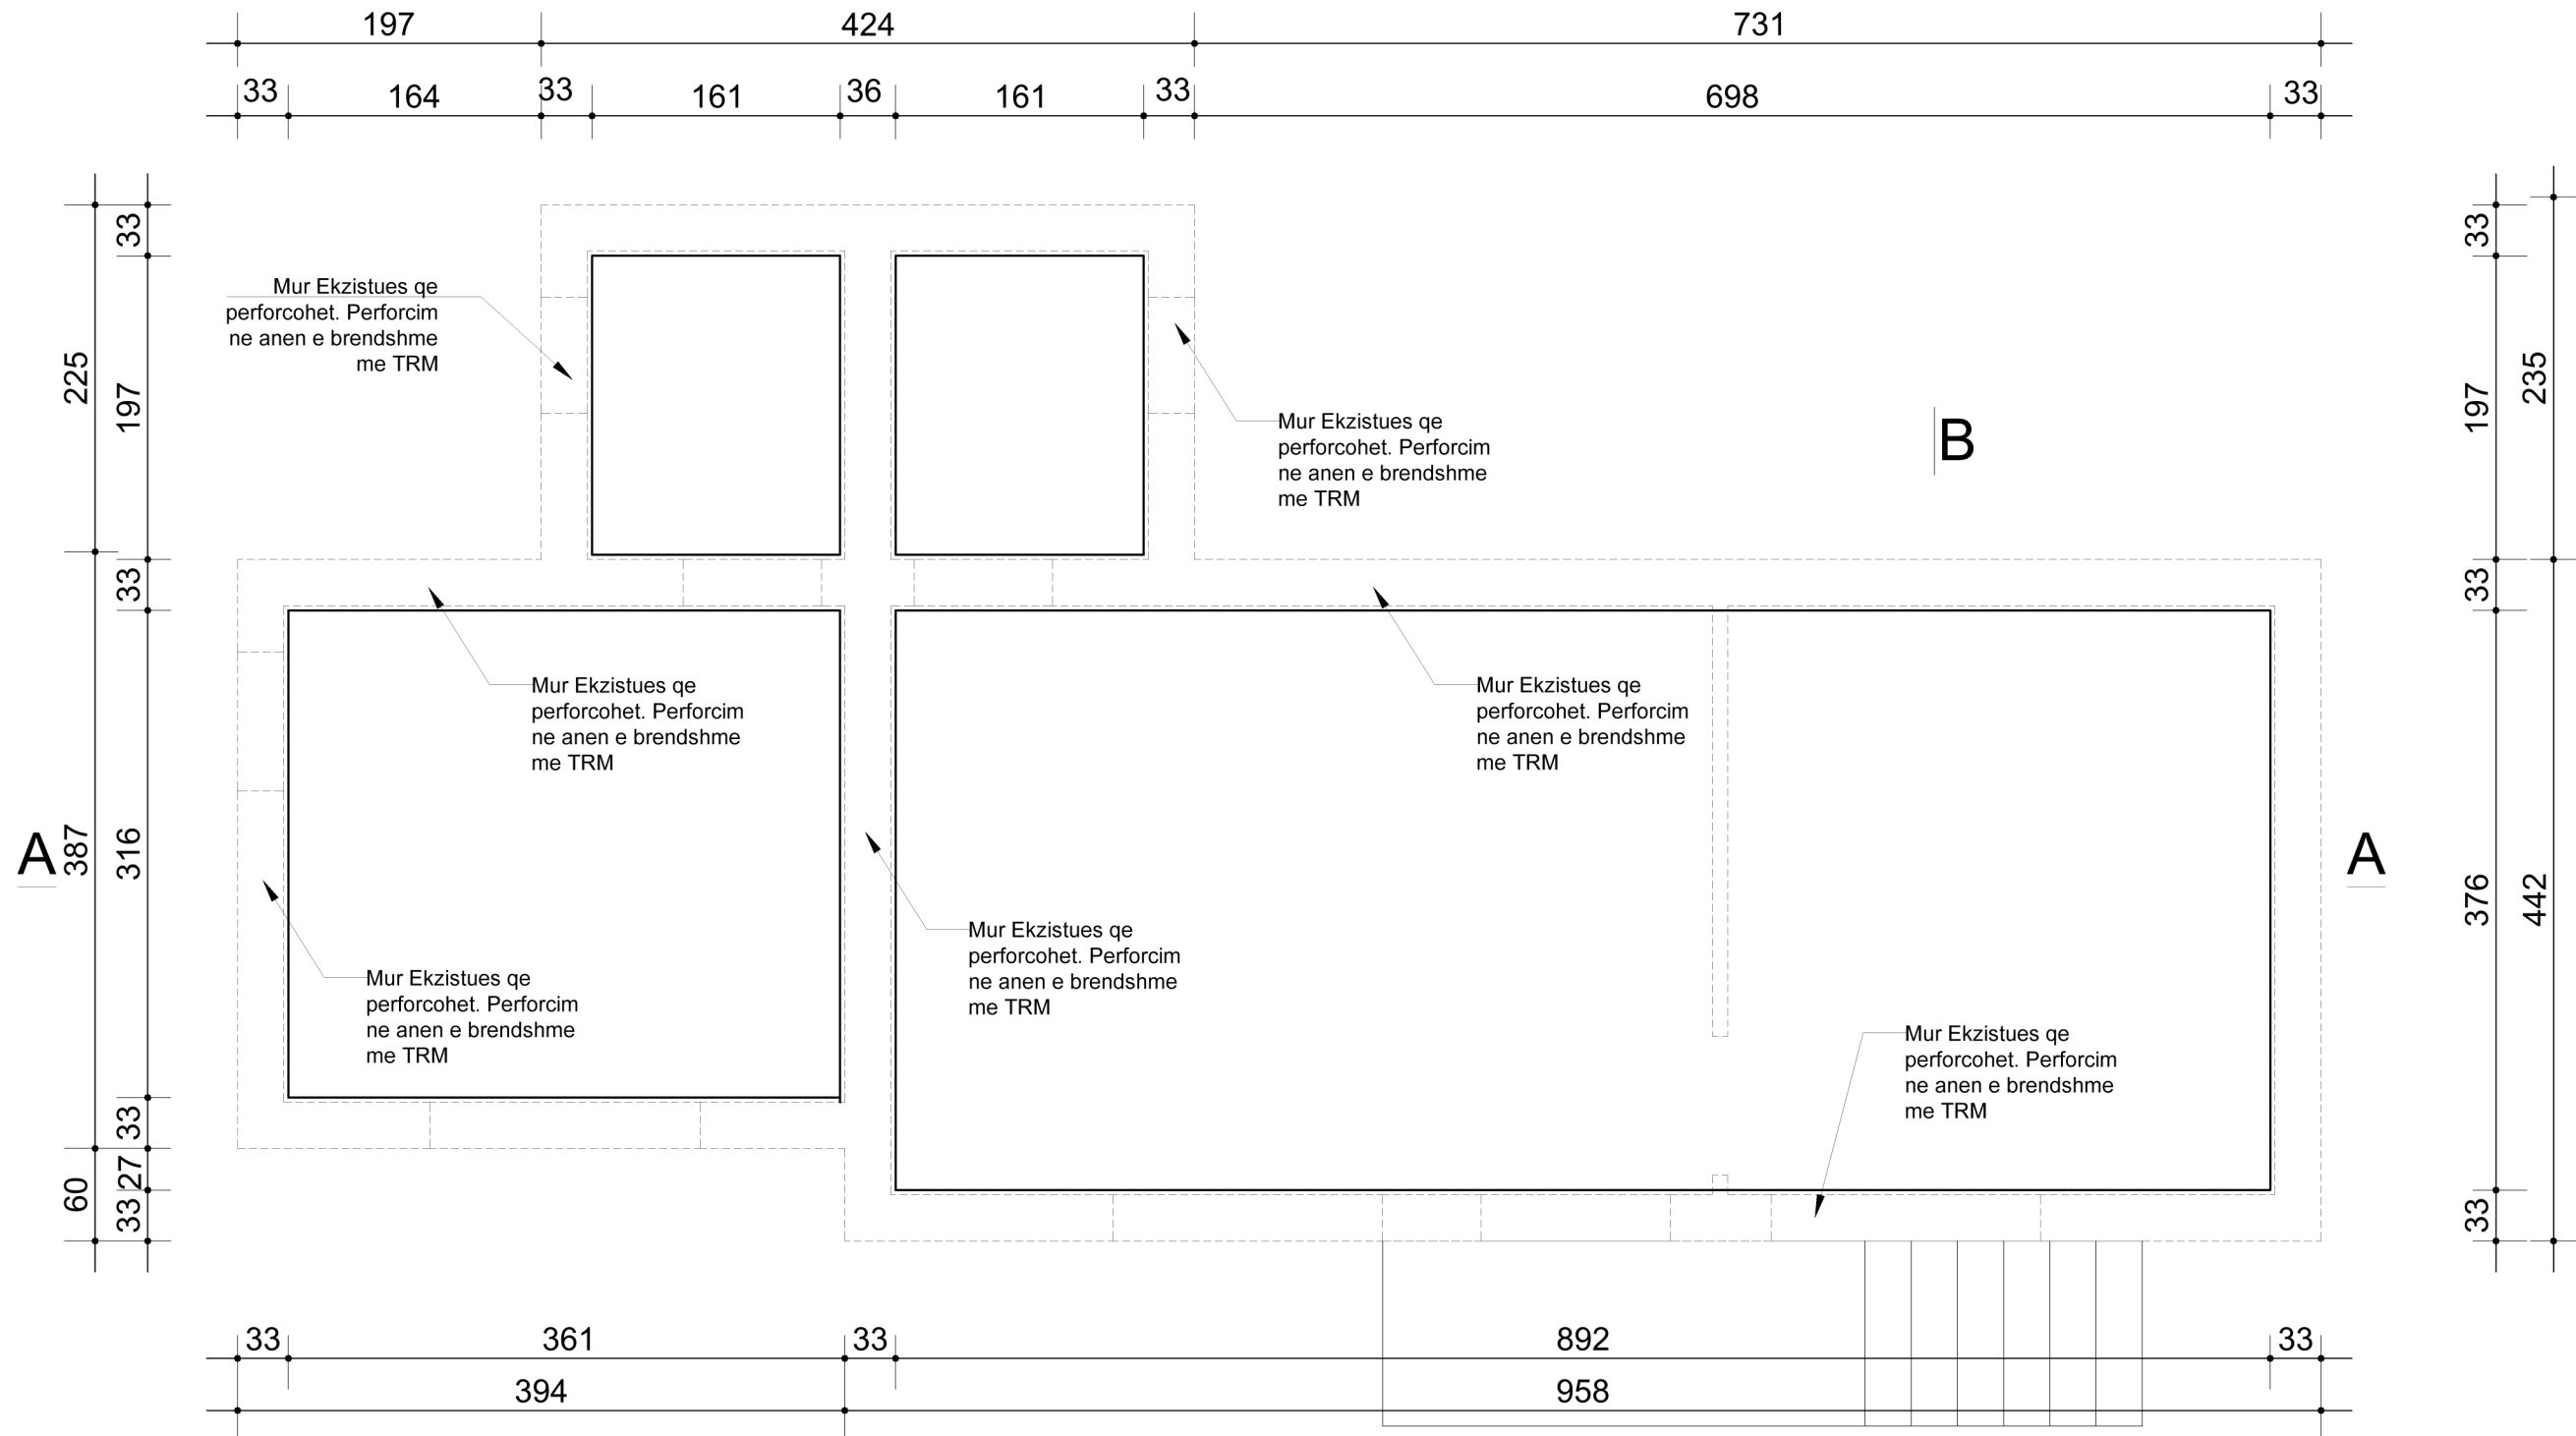 197 424 731
33 164 33 161 36 161 33 698 33
33
225
197
33
387
316
33
27
60
33
33
235
197
33
442
376
33
Mur Ekzistues qe
perforcohet. Perforcim
ne anen e brendshme
me TRM
Mur Ekzistues qe
perforcohet. Perforcim
ne anen e brendshme
me TRM
B
Mur Ekzistues qe
perforcohet. Perforcim
ne anen e brendshme
me TRM
Mur Ekzistues qe
perforcohet. Perforcim
ne anen e brendshme
me TRM
A
A
Mur Ekzistues qe
perforcohet. Perforcim
ne anen e brendshme
me TRM
Mur Ekzistues qe
perforcohet. Perforcim
ne anen e brendshme
me TRM
Mur Ekzistues qe
perforcohet. Perforcim
ne anen e brendshme
me TRM
33 361 33 892 33
394 958